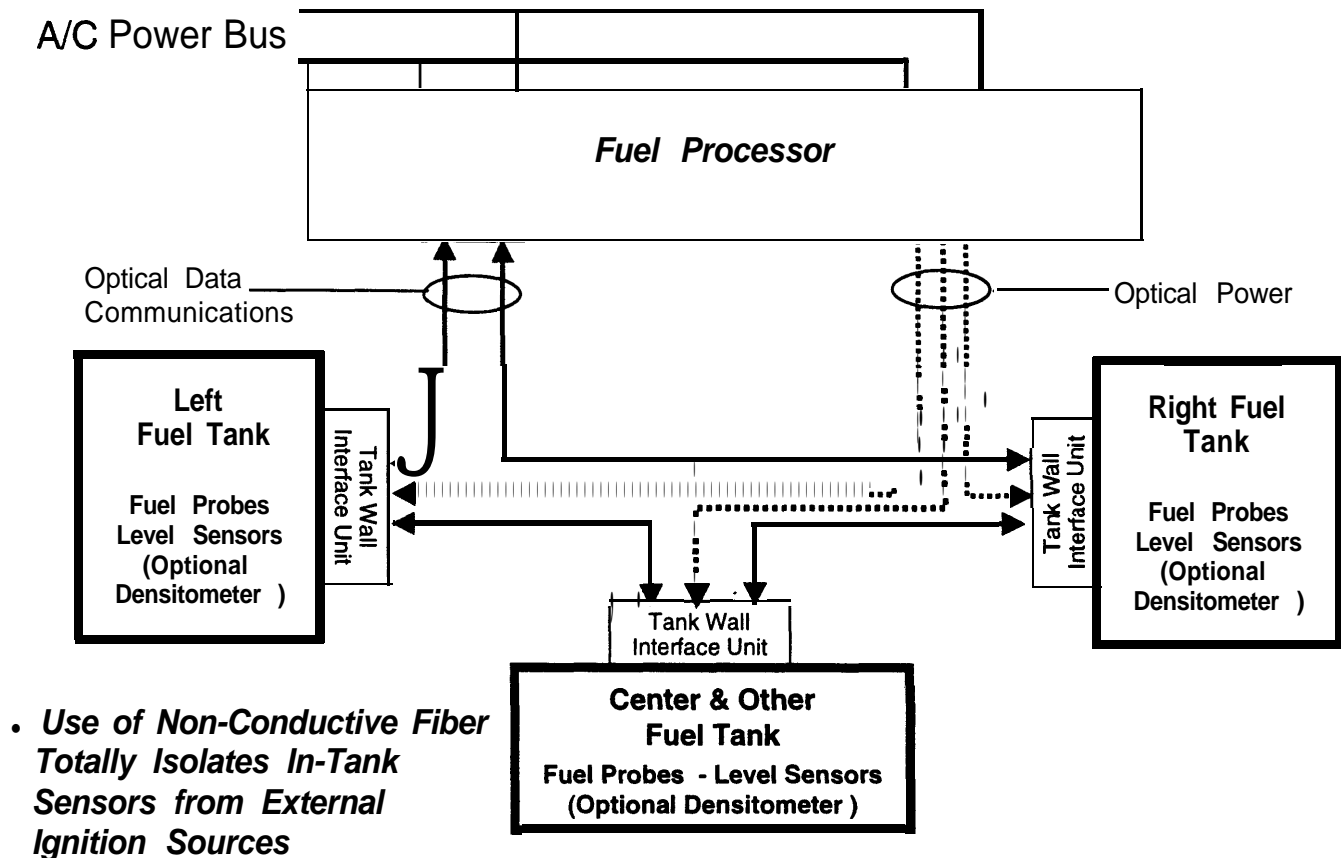 A/C Power Bus
Fuel Processor
Optical Data
Communications
Optical Power
Left
Fuel Tank
Fuel Probes
Level Sensors
(Optional
Densitometer )
Tank Wall
Interface Unit
Tank Wall
Interface Unit
Right Fuel
Tank
Fuel Probes
Level Sensors
(Optional
Densitometer )
Tank Wall
Interface Unit
Center & Other
Fuel Tank
Fuel Probes - Level Sensors
(Optional Densitometer )
• Use of Non-Conductive Fiber
Totally Isolates In-Tank
Sensors from External
Ignition Sources